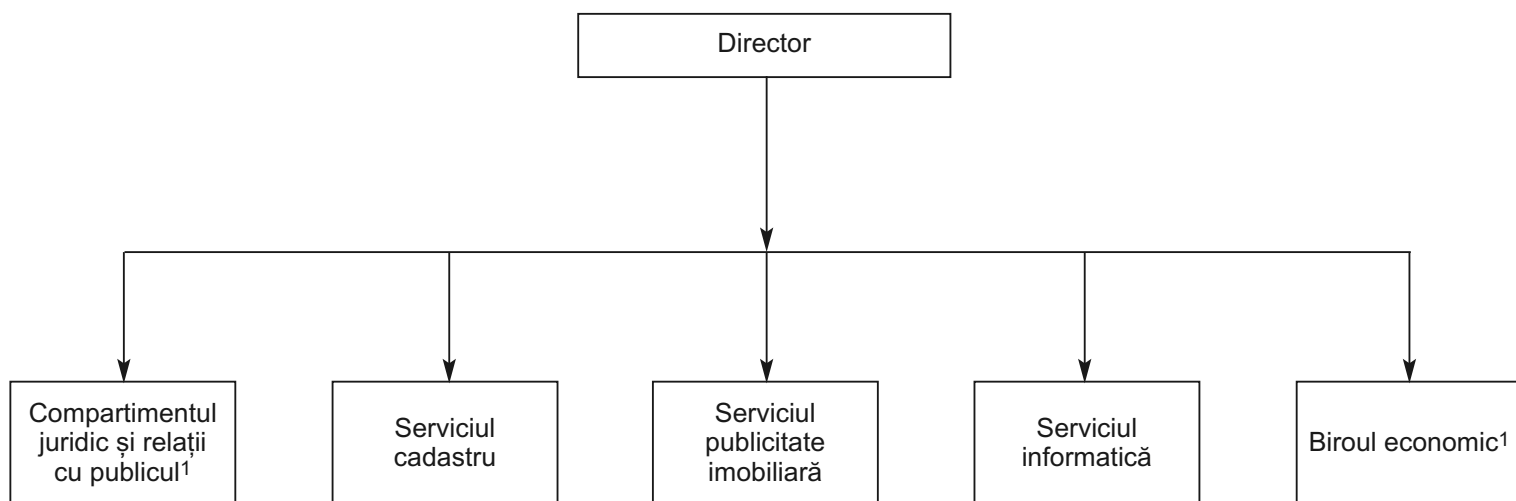 Director
Compartimentul
juridic și relații
cu publicul1
Serviciul
cadastru
Serviciul
publicitate
imobiliară
Serviciul
informatică
Biroul economic1